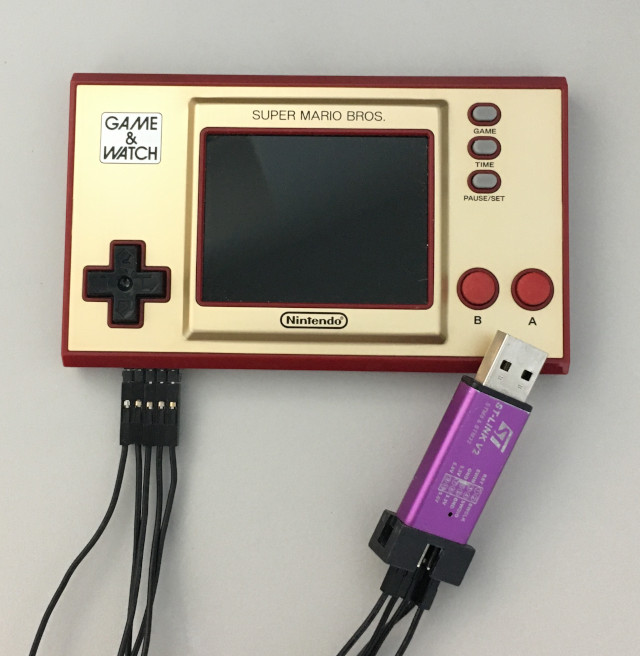 SUPER MARIO BROS.
GAME
&
WATCH
GAME
TIME
PAUSE/SET
Nintendo
B
A
ST-LINK V2